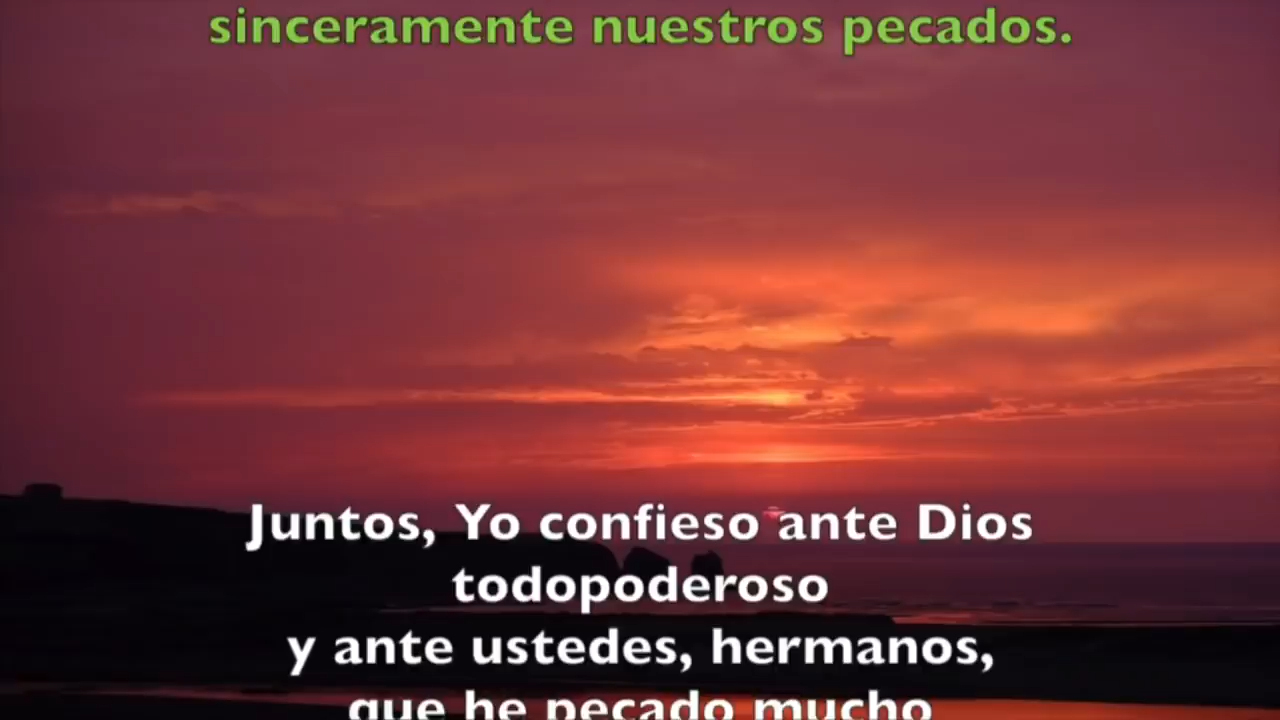 sinceramente nuestros pecados.
Juntos, Yo confieso ante Dios
todopoderoso
y ante ustedes, hermanos,
que he pecado mucho